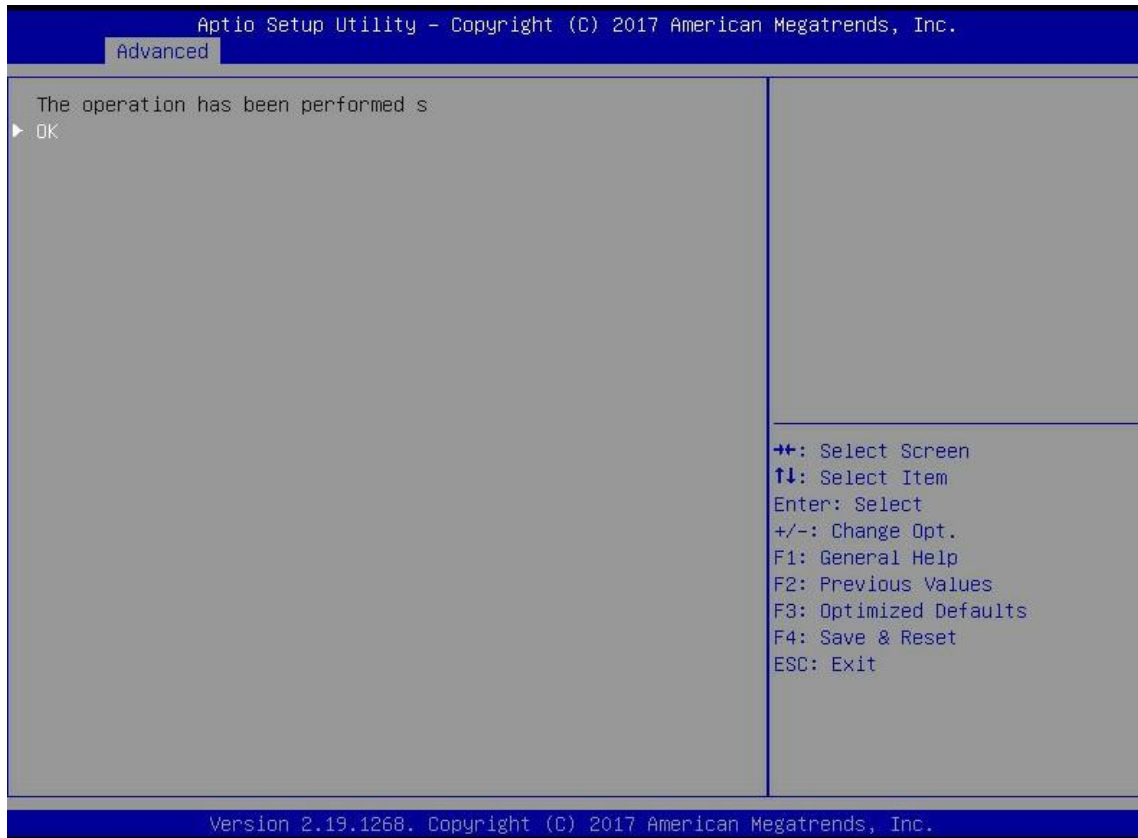 Aptio Setup Utility – Copyright (C) 2017 American Megatrends, Inc.
Advanced
The operation has been performed s
OK
→←: Select Screen
↑↓: Select Item
Enter: Select
+/-: Change Opt.
F1: General Help
F2: Previous Values
F3: Optimized Defaults
F4: Save & Reset
ESC: Exit
Version 2.19.1268. Copyright (C) 2017 American Megatrends, Inc.